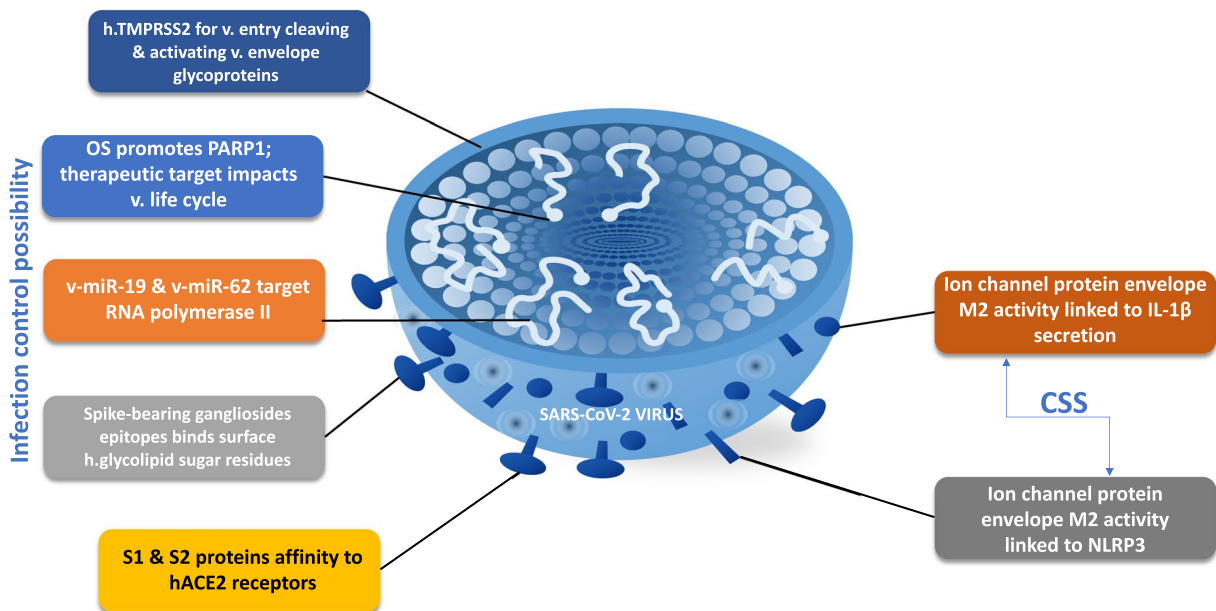 Infection control possibility
h.TMPRSS2 for v. entry cleaving
& activating v. envelope
glycoproteins
OS promotes PARP1;
therapeutic target impacts
v. life cycle
v-miR-19 & v-miR-62 target
RNA polymerase II
Spike-bearing gangliosides
epitopes binds surface
h.glycolipid sugar residues
S1 & S2 proteins affinity to
hACE2 receptors
SARS-CoV-2 VIRUS
Ion channel protein envelope
M2 activity linked to IL-1β
secretion
CSS
Ion channel protein
envelope M2 activity
linked to NLRP3